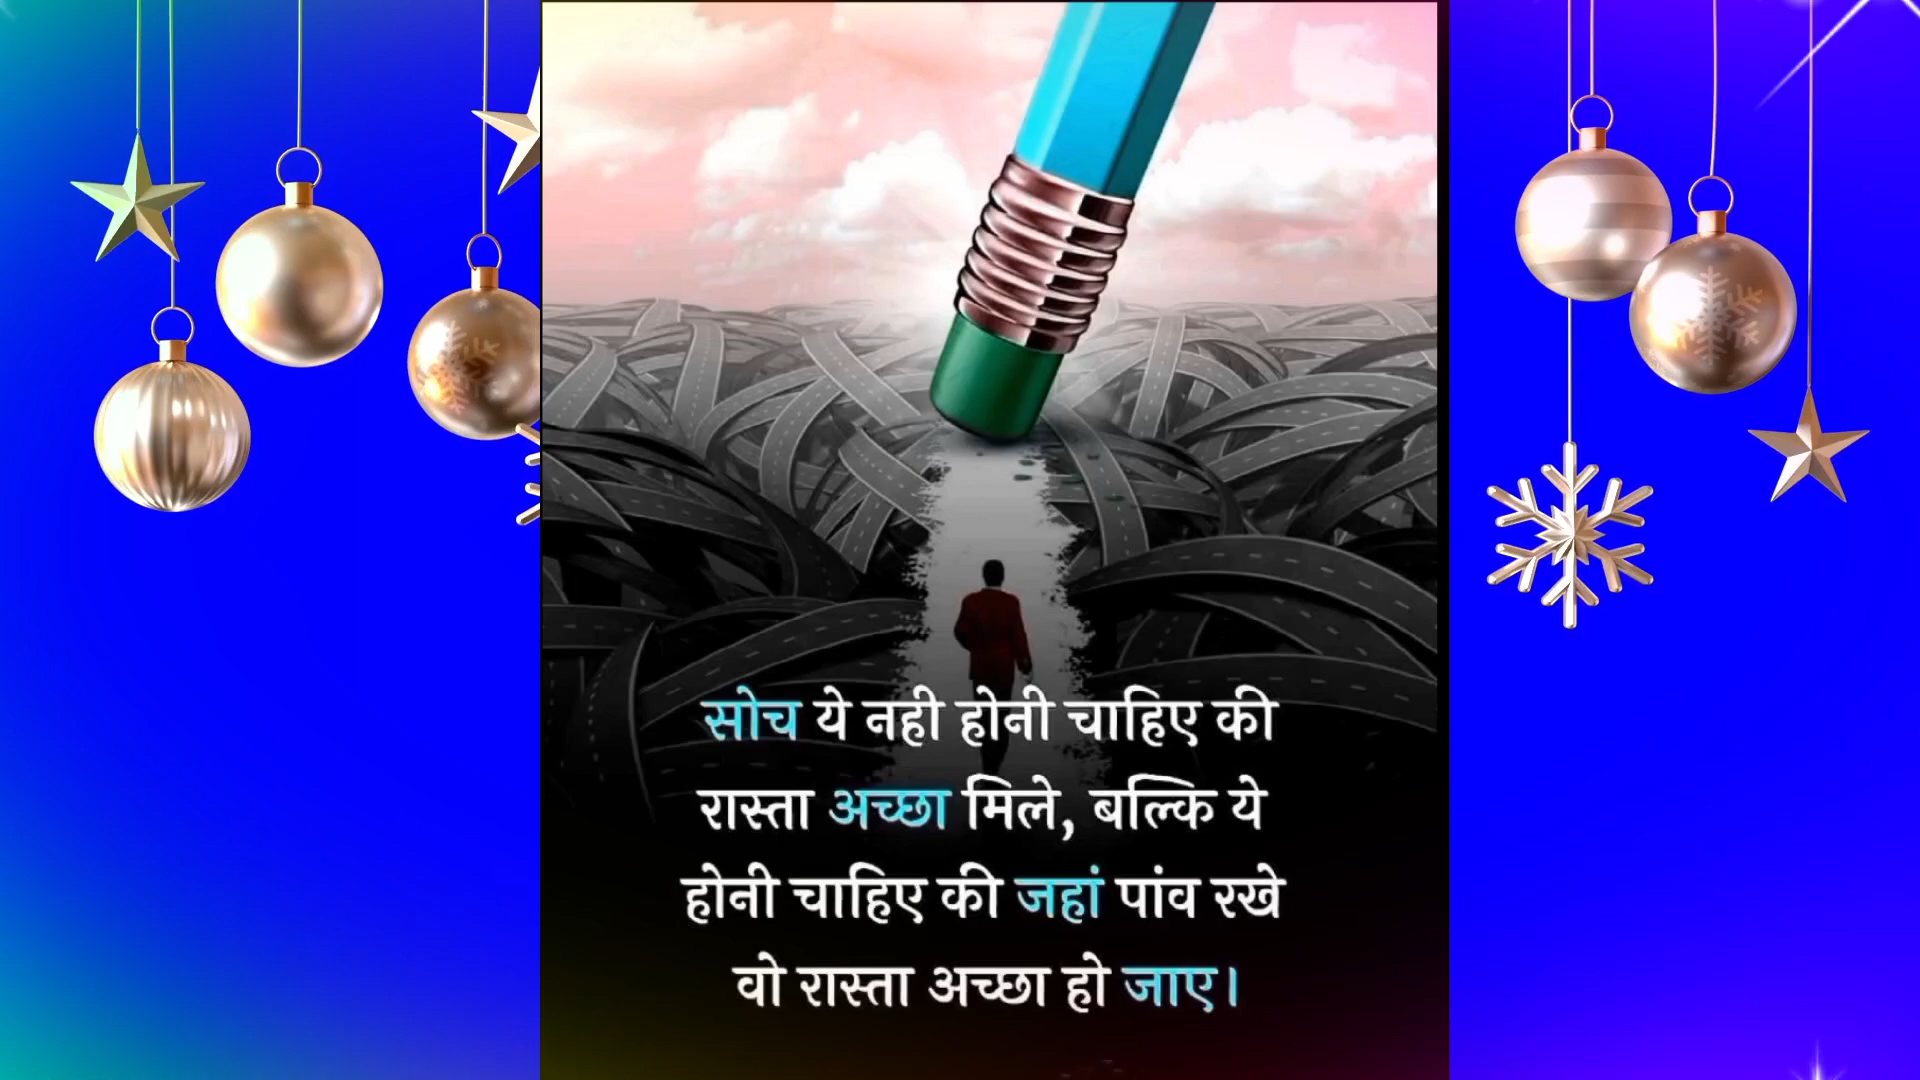 सोच ये नही होनी चाहिए की
रास्ता अच्छा मिले, बल्कि ये
होनी चाहिए की जहां पांव रखे
वो रास्ता अच्छा हो जाए।